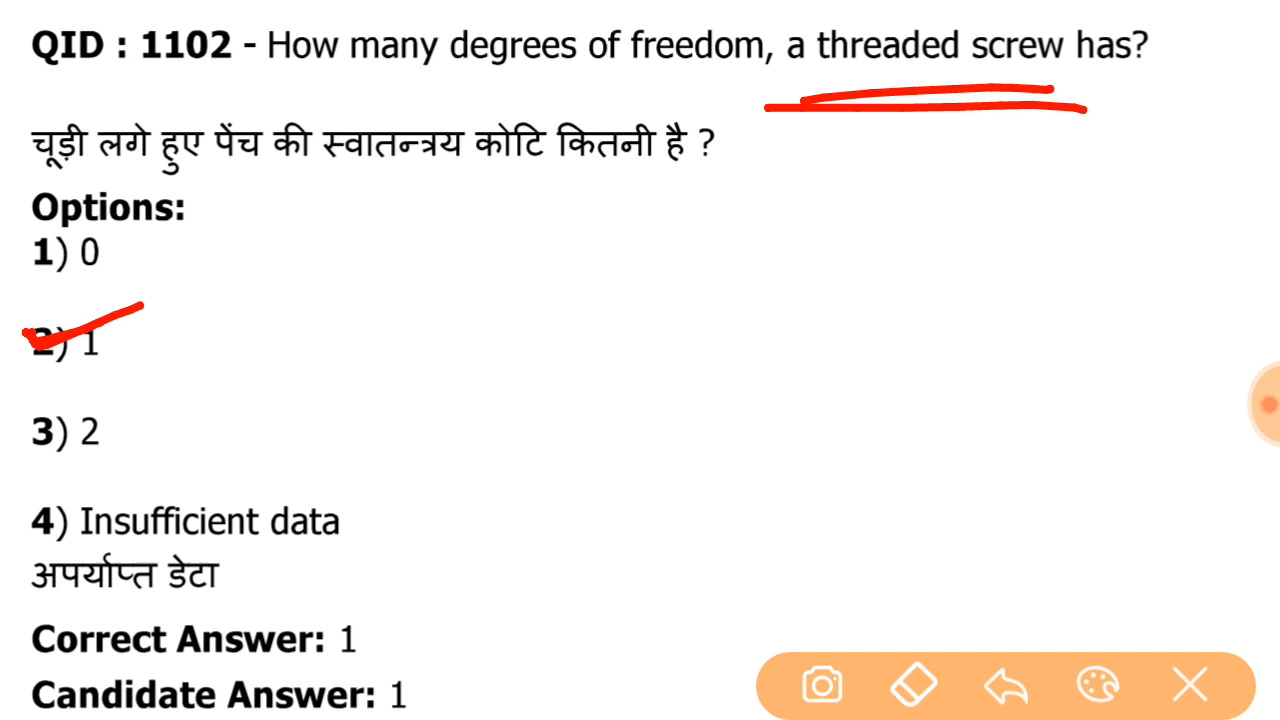 QID : 1102 - How many degrees of freedom, a threaded screw has?
चूड़ी लगे हुए पेंच की स्वातन्त्रय कोटि कितनी है ?
Options:
1) 0
2) 1
3) 2
4) Insufficient data
अपर्याप्त डेटा
Correct Answer: 1
Candidate Answer: 1